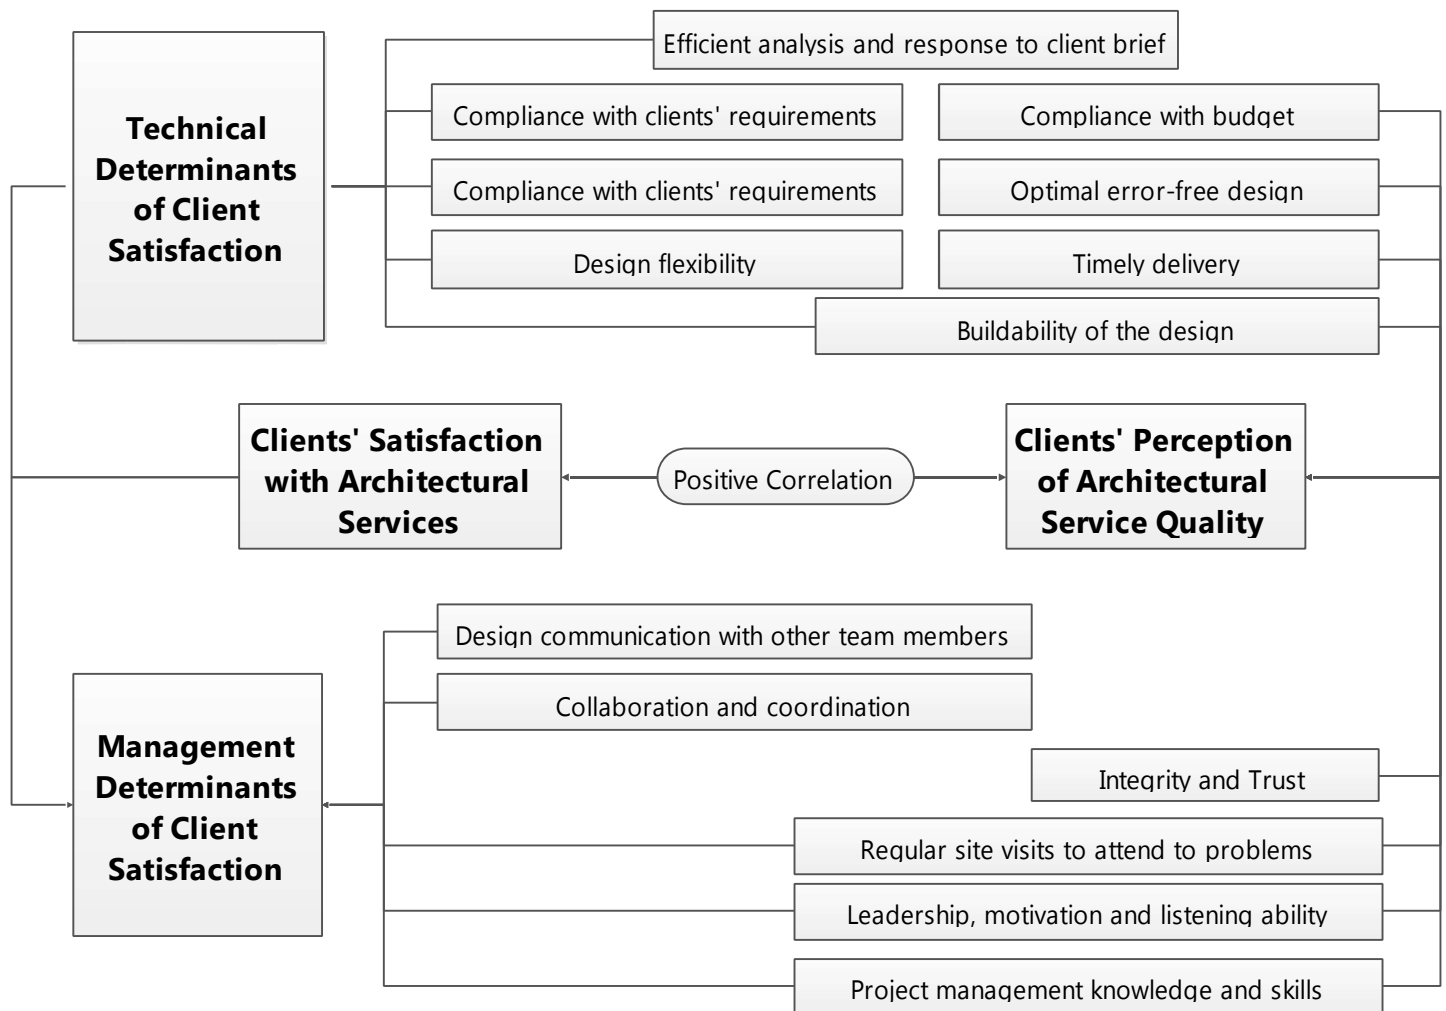 Efficient analysis and response to client brief
Technical
Determinants
of Client
Satisfaction
Compliance with clients' requirements
Compliance with budget
Compliance with clients' requirements
Optimal error-free design
Design flexibility
Timely delivery
Buildability of the design
Clients' Satisfaction
with Architectural
Services
Positive Correlation
Clients' Perception
of Architectural
Service Quality
Design communication with other team members
Collaboration and coordination
Management
Determinants
of Client
Satisfaction
Integrity and Trust
Regular site visits to attend to problems
Leadership, motivation and listening ability
Project management knowledge and skills